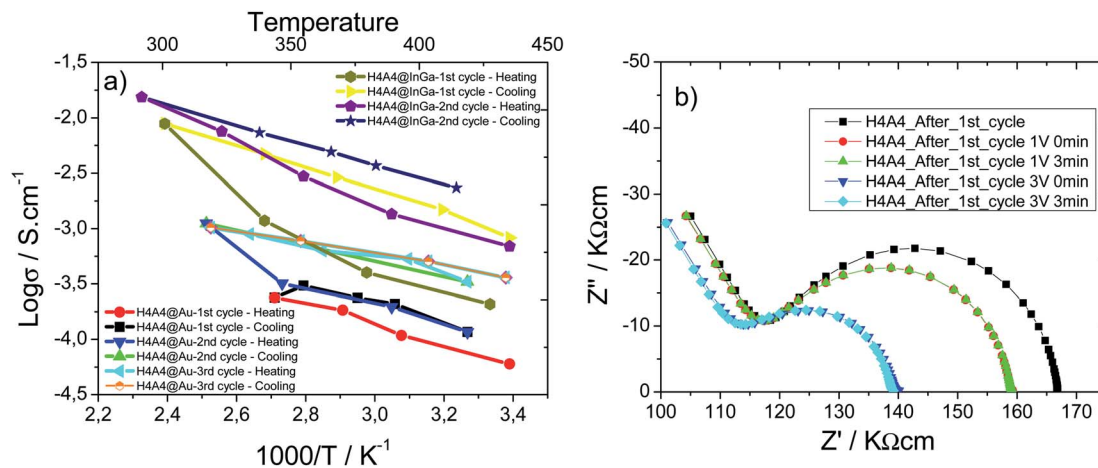 Temperature
300 350 400 450
-1,5
-2,0
-2,5
-3,0
-3,5
-4,0
-4,5
Logσ / S.cm⁻¹
a)
H4A4@InGa-1st cycle - Heating
H4A4@InGa-1st cycle - Cooling
H4A4@InGa-2nd cycle - Heating
H4A4@InGa-2nd cycle - Cooling
H4A4@Au-1st cycle - Heating
H4A4@Au-1st cycle - Cooling
H4A4@Au-2nd cycle - Heating
H4A4@Au-2nd cycle - Cooling
H4A4@Au-3rd cycle - Heating
H4A4@Au-3rd cycle - Cooling
2,2 2,4 2,6 2,8 3,0 3,2 3,4
1000/T / K⁻¹
-50
-40
-30
-20
-10
0
Z'' / KΩcm
b)
H4A4_After_1st_cycle
H4A4_After_1st_cycle 1V 0min
H4A4_After_1st_cycle 1V 3min
H4A4_After_1st_cycle 3V 0min
H4A4_After_1st_cycle 3V 3min
100 110 120 130 140 150 160 170
Z' / KΩcm